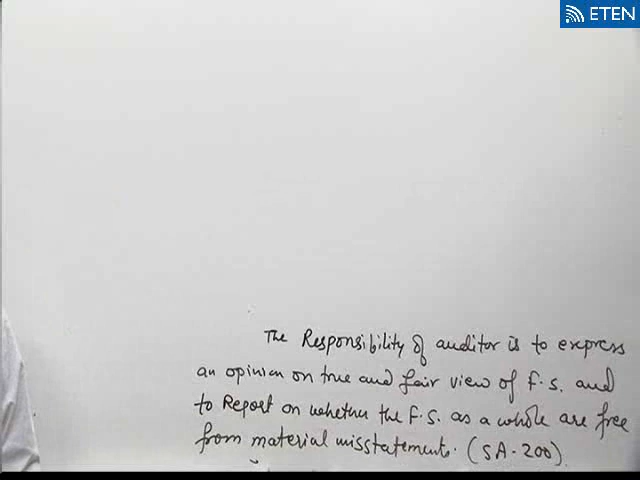 ETEN
The Responsibility of auditor is to express
an opinion on true and fair view of f.s. and
to Report on whether the F.S. as a whole are free
from material misstatement. (SA-200)